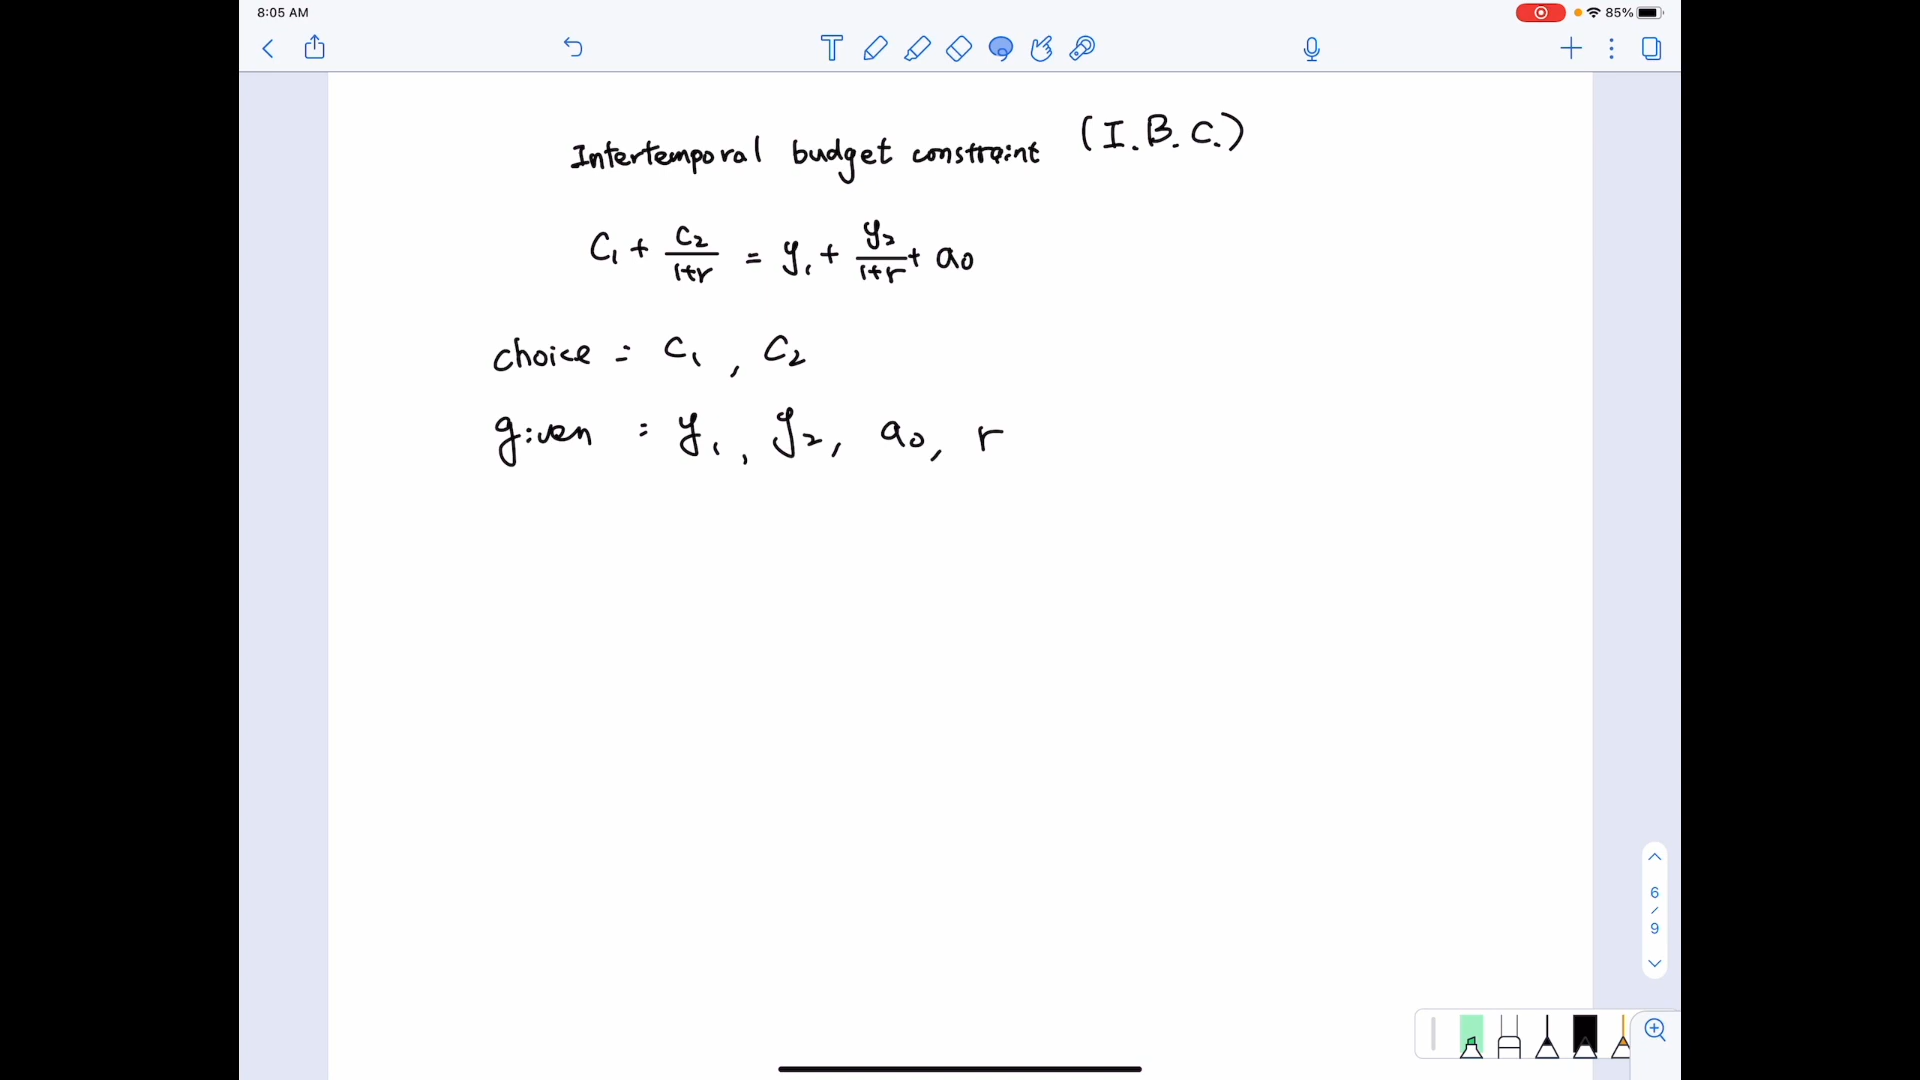 8:05 AM
85%
Intertemporal budget constraint (I.B.C.)
C₁ + C₂/1+r = y₁ + y₂/1+r + a₀
choice : C₁ , C₂
given : y₁, y₂, a₀, r
6
/
9